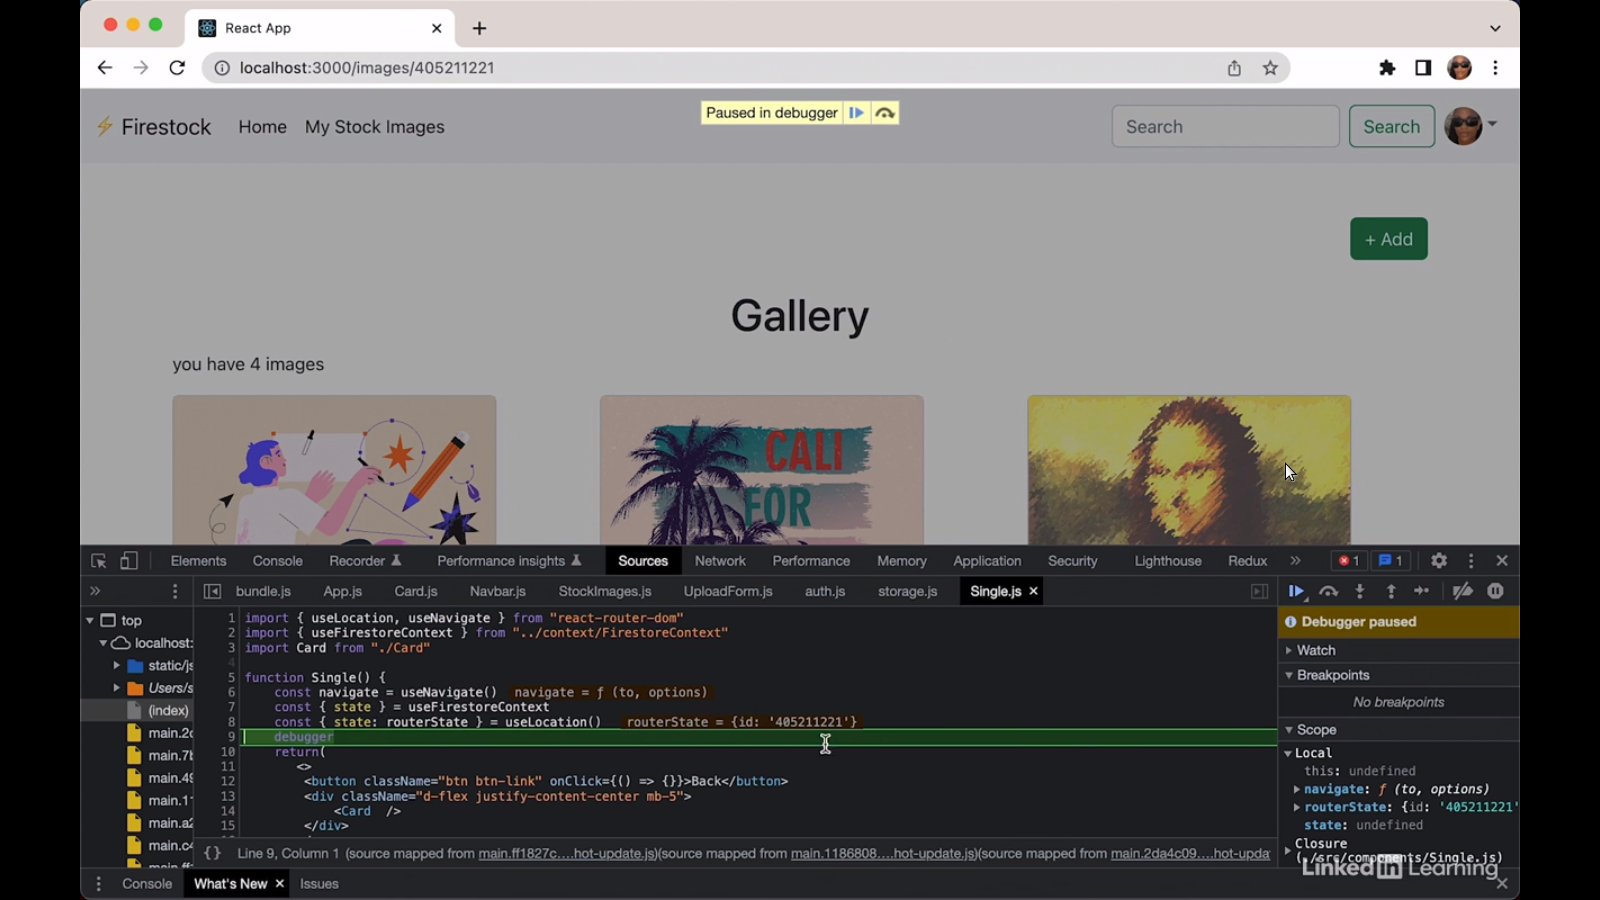 React App
localhost:3000/images/405211221
Paused in debugger
Firestock
Home
My Stock Images
Search
Search
+ Add
Gallery
you have 4 images
CALI
FOR
Elements
Console
Recorder
Performance insights
Sources
Network
Performance
Memory
Application
Security
Lighthouse
Redux
»
1
1
»
bundle.js
App.js
Card.js
Navbar.js
StockImages.js
UploadForm.js
auth.js
storage.js
Single.js
top
localhost:
static/js
Users/s
(index)
main.2c
main.7b
main.49
main.1
main.a2
main.c4
1 import { useLocation, useNavigate } from "react-router-dom"
2 import { useFirestoreContext } from "../context/FirestoreContext"
3 import Card from "./Card"
4
5 function Single() {
6 const navigate = useNavigate() navigate = ƒ (to, options)
7 const { state } = useFirestoreContext
8 const { state: routerState } = useLocation() routerState = {id: '405211221'}
9 debugger
10 return(
11 <>
12 <button className="btn btn-link" onClick={() => {}}>Back</button>
13 <div className="d-flex justify-content-center mb-5">
14 <Card />
15 </div>
{} Line 9, Column 1 (source mapped from main.ff1827c….hot-update.js)(source mapped from main.1186808….hot-update.js)(source mapped from main.2da4c09….hot-upda
Debugger paused
Watch
Breakpoints
No breakpoints
Scope
Local
this: undefined
navigate: ƒ (to, options)
routerState: {id: '405211221'
state: undefined
Closure
(./src/components/Single.js)
LinkedIn Learning
Console
What's New
Issues